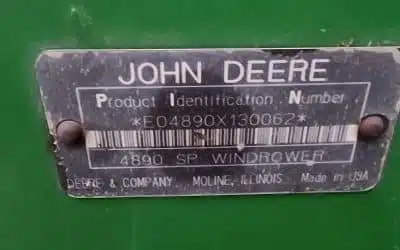 JOHN DEERE
Product Identification Number
*E04890X130062*
4890 SP WINDROWER
DEERE & COMPANY MOLINE, ILLINOIS Made in USA